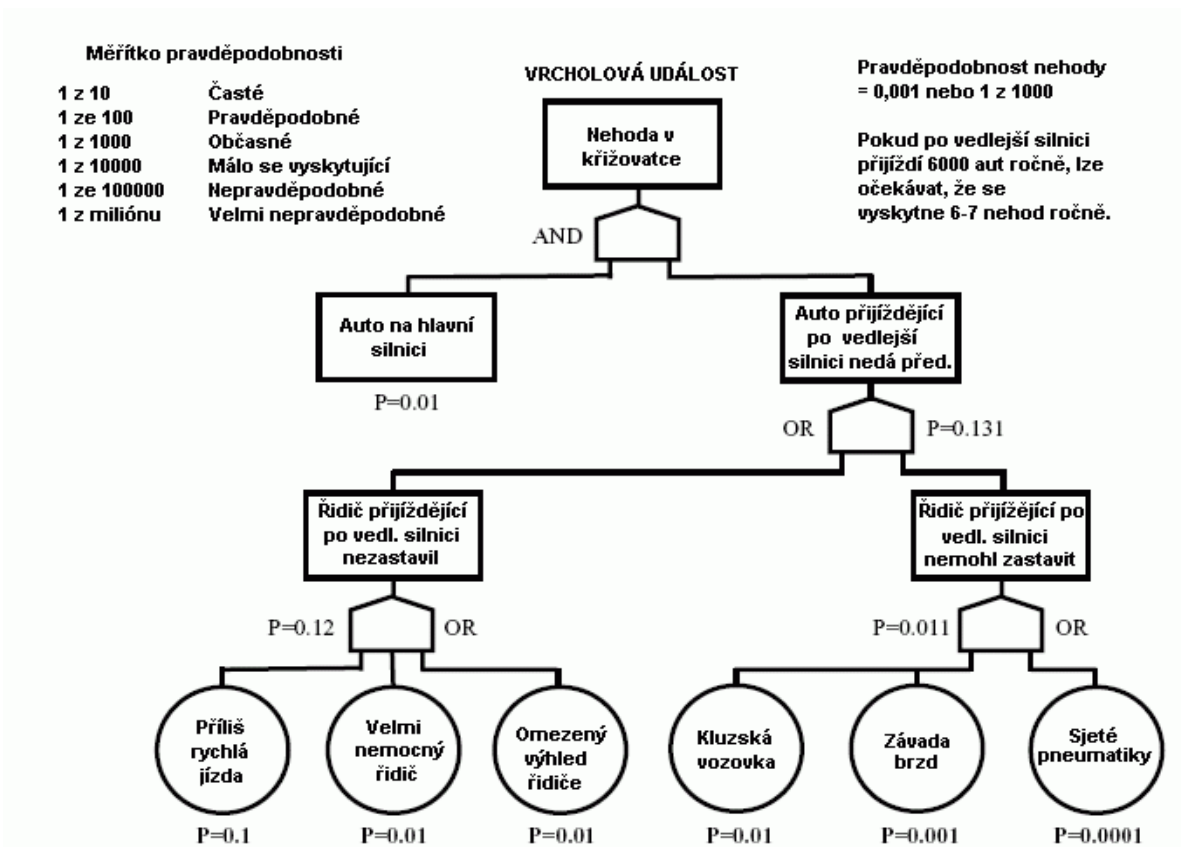 Měřítko pravděpodobnosti
1 z 10 Časté
1 ze 100 Pravděpodobné
1 z 1000 Občasné
1 z 10000 Málo se vyskytující
1 ze 100000 Nepravděpodobné
1 z miliónu Velmi nepravděpodobné
VRCHOLOVÁ UDÁLOST
Nehoda v
křižovatce
Pravděpodobnost nehody
= 0,001 nebo 1 z 1000
Pokud po vedlejší silnici
přijíždí 6000 aut ročně, lze
očekávat, že se
vyskytne 6-7 nehod ročně.
AND
Auto na hlavní
silnici
P=0.01
Auto přijíždějící
po vedlejší
silnici nedá před.
OR
P=0.131
Řidič přijíždějící
po vedl. silnici
nezastavil
Řidič přijížějící po
vedl. silnici
nemohl zastavit
P=0.12
OR
P=0.011
OR
Příliš
rychlá
jízda
Velmi
nemocný
řidič
Omezený
výhled
řidiče
Kluzská
vozovka
Závada
brzd
Sjeté
pneumatiky
P=0.1
P=0.01
P=0.01
P=0.01
P=0.001
P=0.0001